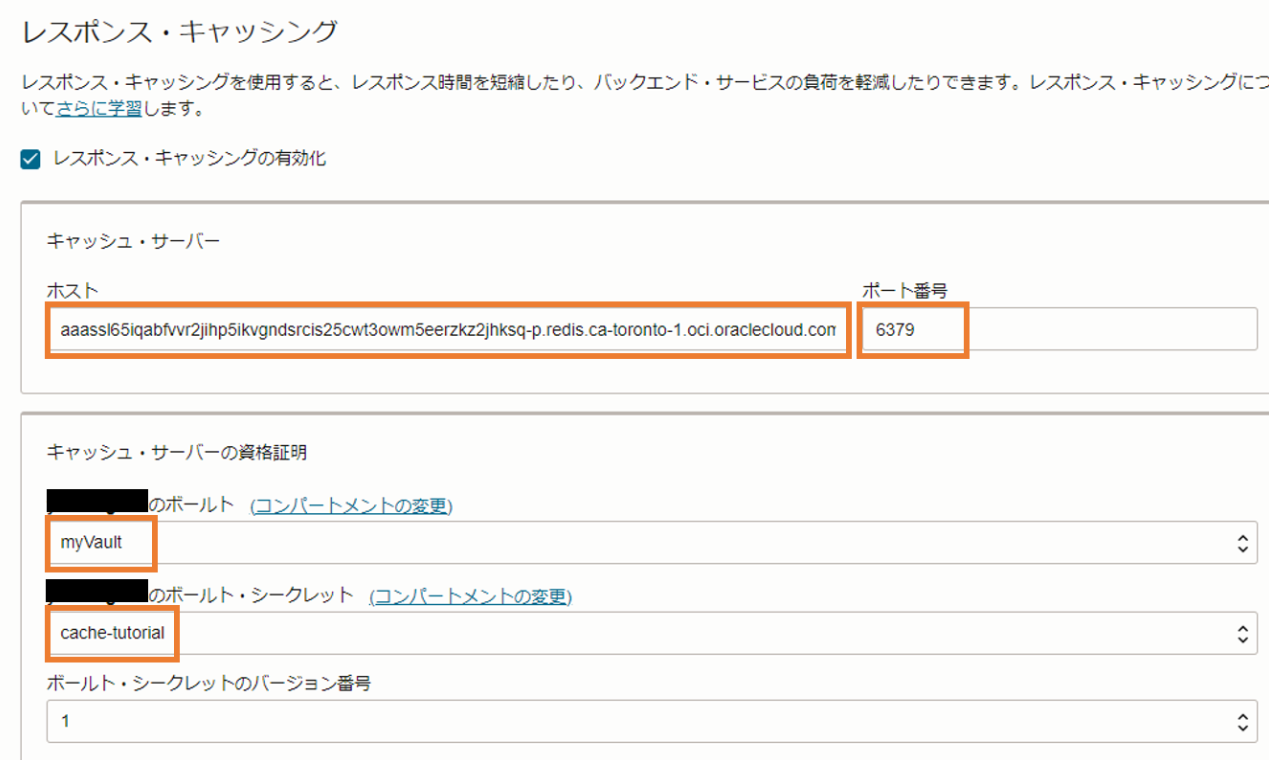 レスポンス・キャッシング
レスポンス・キャッシングを使用すると、レスポンス時間を短縮したり、バックエンド・サービスの負荷を軽減したりできます。レスポンス・キャッシングにつ
いてさらに学習します。
レスポンス・キャッシングの有効化
キャッシュ・サーバー
ホスト ポート番号
aaassl65iqabfvvr2jihp5ikvgndsrcis25cwt3owm5eerzkz2jhksq-p.redis.ca-toronto-1.oci.oraclecloud.com 6379
キャッシュ・サーバーの資格証明
のボールト (コンパートメントの変更)
myVault
のボールト・シークレット (コンパートメントの変更)
cache-tutorial
ボールト・シークレットのバージョン番号
1